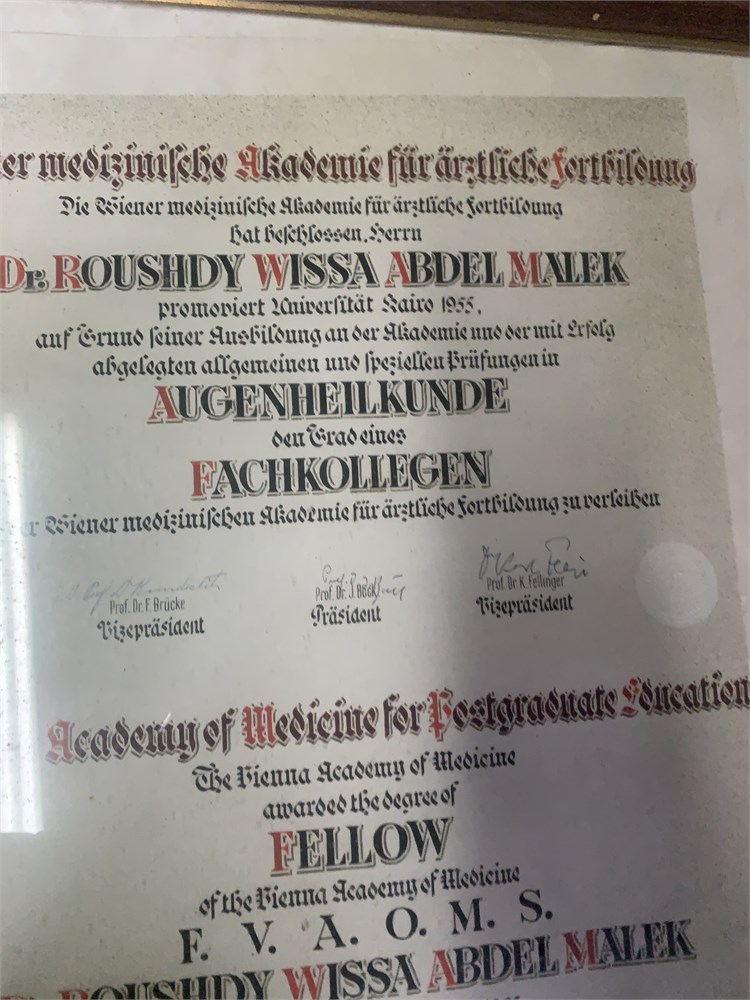 er medizinische Akademie für ärztliche Fortbildung
Die Wiener medizinische Akademie für ärztliche Fortbildung
hat beschlossen, Herrn
Dr. ROUSHDY WISSA ABDEL MALEK
promoviert Universität Kairo 1955,
auf Grund seiner Ausbildung an der Akademie und der mit Erfolg
abgelegten allgemeinen und speziellen Prüfungen in
AUGENHEILKUNDE
den Grad eines
FACHKOLLEGEN
er Wiener medizinischen Akademie für ärztliche Fortbildung zu verleihen
Prof. Dr. F. Brücke
Vizepräsident
Prof. Dr. J. Böck
Präsident
Prof. Dr. K. Fellinger
Vizepräsident
Academy of Medicine for Postgraduate Education
The Vienna Academy of Medicine
awarded the degree of
FELLOW
of the Vienna Academy of Medicine
F. V. A. O. M. S.
Dr. ROUSHDY WISSA ABDEL MALEK